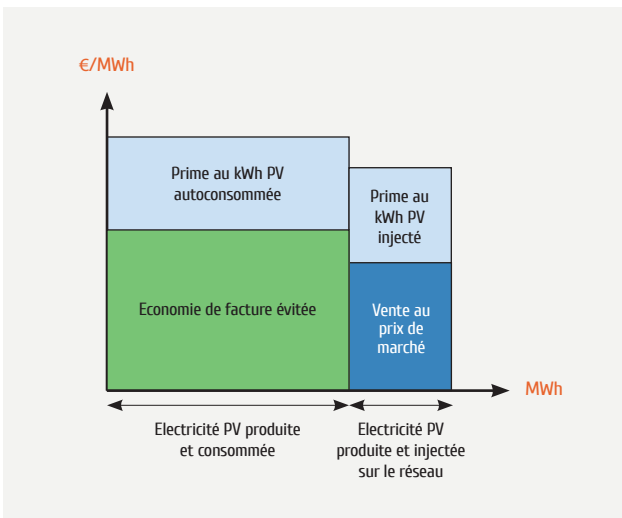 €/MWh
Prime au kWh PV
autoconsommée
Prime au
kWh PV
injecté
Economie de facture évitée
Vente au
prix de
marché
MWh
Electricité PV produite
et consommée
Electricité PV
produite et injectée
sur le réseau